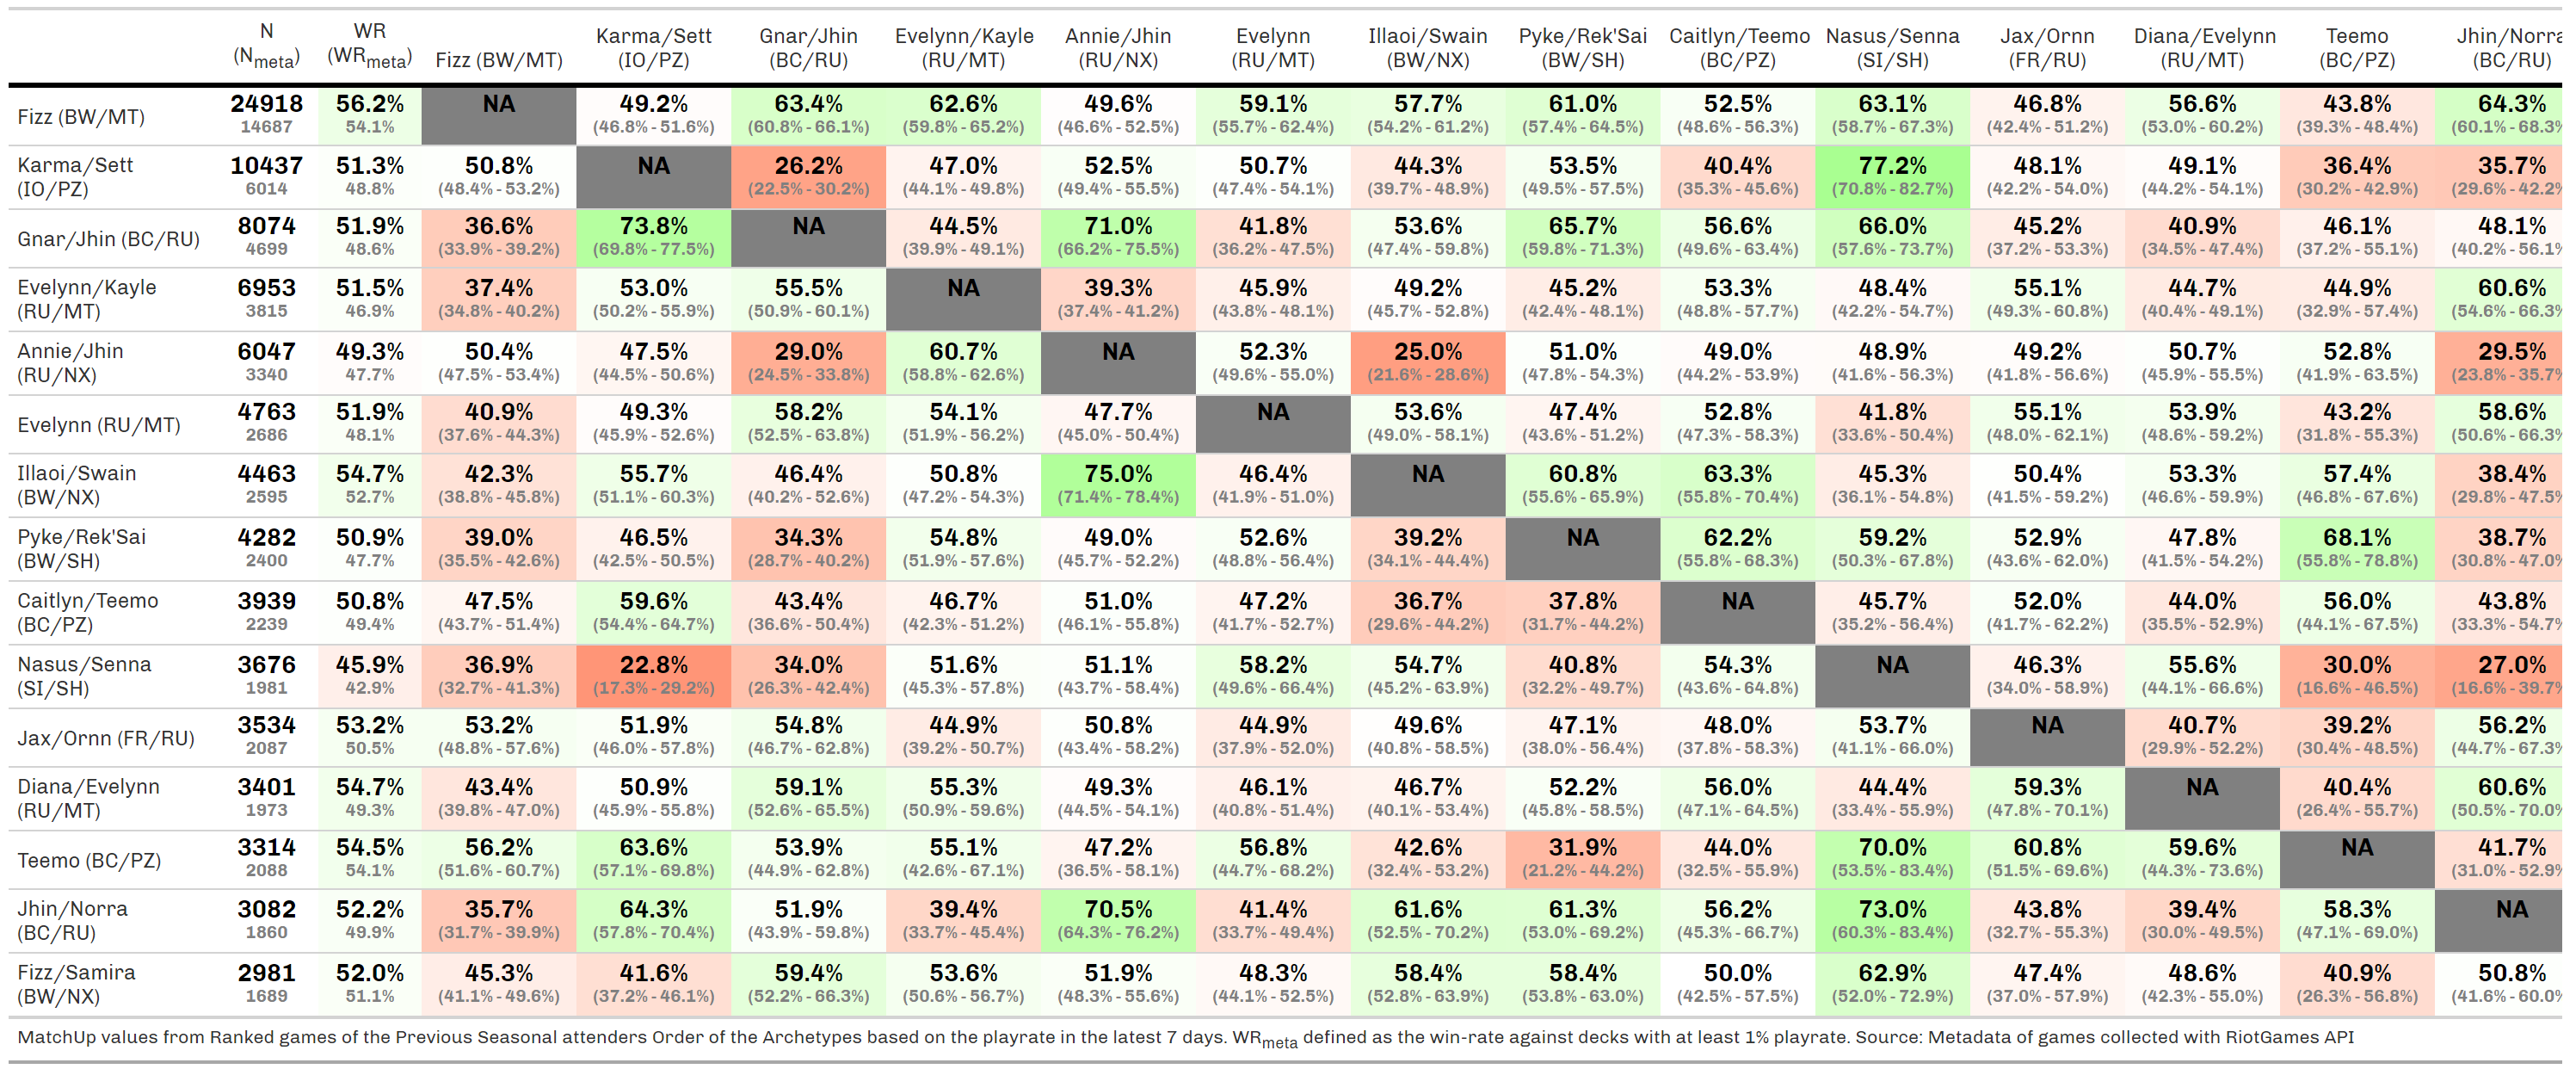 N WR Karma/Sett Gnar/Jhin Evelynn/Kayle Annie/Jhin Evelynn Illaoi/Swain Pyke/Rek'Sai Caitlyn/Teemo Nasus/Senna Jax/Ornn Diana/Evelynn Teemo Jhin/Norra
(Nmeta) (WRmeta) Fizz (BW/MT) (IO/PZ) (BC/RU) (RU/MT) (RU/NX) (RU/MT) (BW/NX) (BW/SH) (BC/PZ) (SI/SH) (FR/RU) (RU/MT) (BC/PZ) (BC/RU)
Fizz (BW/MT) 24918 56.2% NA 49.2% 63.4% 62.6% 49.6% 59.1% 57.7% 61.0% 52.5% 63.1% 46.8% 56.6% 43.8% 64.3%
14687 54.1% (46.8% - 51.6%) (60.8% - 66.1%) (59.8% - 65.2%) (46.6% - 52.5%) (55.7% - 62.4%) (54.2% - 61.2%) (57.4% - 64.5%) (48.6% - 56.3%) (58.7% - 67.3%) (42.4% - 51.2%) (53.0% - 60.2%) (39.3% - 48.4%) (60.1% - 68.3%
Karma/Sett 10437 51.3% 50.8% NA 26.2% 47.0% 52.5% 50.7% 44.3% 53.5% 40.4% 77.2% 48.1% 49.1% 36.4% 35.7%
(IO/PZ) 6014 48.8% (48.4% - 53.2%) (22.5% - 30.2%) (44.1% - 49.8%) (49.4% - 55.5%) (47.4% - 54.1%) (39.7% - 48.9%) (49.5% - 57.5%) (35.3% - 45.6%) (70.8% - 82.7%) (42.2% - 54.0%) (44.2% - 54.1%) (30.2% - 42.9%) (29.6% - 42.2%
Gnar/Jhin (BC/RU) 8074 51.9% 36.6% 73.8% NA 44.5% 71.0% 41.8% 53.6% 65.7% 56.6% 66.0% 45.2% 40.9% 46.1% 48.1%
4699 48.6% (33.9% - 39.2%) (69.8% - 77.5%) (39.9% - 49.1%) (66.2% - 75.5%) (36.2% - 47.5%) (47.4% - 59.8%) (59.8% - 71.3%) (49.6% - 63.4%) (57.6% - 73.7%) (37.2% - 53.3%) (34.5% - 47.4%) (37.2% - 55.1%) (40.2% - 56.1%
Evelynn/Kayle 6953 51.5% 37.4% 53.0% 55.5% NA 39.3% 45.9% 49.2% 45.2% 53.3% 48.4% 55.1% 44.7% 44.9% 60.6%
(RU/MT) 3815 46.9% (34.8% - 40.2%) (50.2% - 55.9%) (50.9% - 60.1%) (37.4% - 41.2%) (43.8% - 48.1%) (45.7% - 52.8%) (42.4% - 48.1%) (48.8% - 57.7%) (42.2% - 54.7%) (49.3% - 60.8%) (40.4% - 49.1%) (32.9% - 57.4%) (54.6% - 66.3%
Annie/Jhin 6047 49.3% 50.4% 47.5% 29.0% 60.7% NA 52.3% 25.0% 51.0% 49.0% 48.9% 49.2% 50.7% 52.8% 29.5%
(RU/NX) 3340 47.7% (47.5% - 53.4%) (44.5% - 50.6%) (24.5% - 33.8%) (58.8% - 62.6%) (49.6% - 55.0%) (21.6% - 28.6%) (47.8% - 54.3%) (44.2% - 53.9%) (41.6% - 56.3%) (41.8% - 56.6%) (45.9% - 55.5%) (41.9% - 63.5%) (23.8% - 35.7%
Evelynn (RU/MT) 4763 51.9% 40.9% 49.3% 58.2% 54.1% 47.7% NA 53.6% 47.4% 52.8% 41.8% 55.1% 53.9% 43.2% 58.6%
2686 48.1% (37.6% - 44.3%) (45.9% - 52.6%) (52.5% - 63.8%) (51.9% - 56.2%) (45.0% - 50.4%) (49.0% - 58.1%) (43.6% - 51.2%) (47.3% - 58.3%) (33.6% - 50.4%) (48.0% - 62.1%) (48.6% - 59.2%) (31.8% - 55.3%) (50.6% - 66.3%
Illaoi/Swain 4463 54.7% 42.3% 55.7% 46.4% 50.8% 75.0% 46.4% NA 60.8% 63.3% 45.3% 50.4% 53.3% 57.4% 38.4%
(BW/NX) 2595 52.7% (38.8% - 45.8%) (51.1% - 60.3%) (40.2% - 52.6%) (47.2% - 54.3%) (71.4% - 78.4%) (41.9% - 51.0%) (55.6% - 65.9%) (55.8% - 70.4%) (36.1% - 54.8%) (41.5% - 59.2%) (46.6% - 59.9%) (46.8% - 67.6%) (29.8% - 47.5%
Pyke/Rek'Sai 4282 50.9% 39.0% 46.5% 34.3% 54.8% 49.0% 52.6% 39.2% NA 62.2% 59.2% 52.9% 47.8% 68.1% 38.7%
(BW/SH) 2400 47.7% (35.5% - 42.6%) (42.5% - 50.5%) (28.7% - 40.2%) (51.9% - 57.6%) (45.7% - 52.2%) (48.8% - 56.4%) (34.1% - 44.4%) (55.8% - 68.3%) (50.3% - 67.8%) (43.6% - 62.0%) (41.5% - 54.2%) (55.8% - 78.8%) (30.8% - 47.0%
Caitlyn/Teemo 3939 50.8% 47.5% 59.6% 43.4% 46.7% 51.0% 47.2% 36.7% 37.8% NA 45.7% 52.0% 44.0% 56.0% 43.8%
(BC/PZ) 2239 49.4% (43.7% - 51.4%) (54.4% - 64.7%) (36.6% - 50.4%) (42.3% - 51.2%) (46.1% - 55.8%) (41.7% - 52.7%) (29.6% - 44.2%) (31.7% - 44.2%) (35.2% - 56.4%) (41.7% - 62.2%) (35.5% - 52.9%) (44.1% - 67.5%) (33.3% - 54.7%
Nasus/Senna 3676 45.9% 36.9% 22.8% 34.0% 51.6% 51.1% 58.2% 54.7% 40.8% 54.3% NA 46.3% 55.6% 30.0% 27.0%
(SI/SH) 1981 42.9% (32.7% - 41.3%) (17.3% - 29.2%) (26.3% - 42.4%) (45.3% - 57.8%) (43.7% - 58.4%) (49.6% - 66.4%) (45.2% - 63.9%) (32.2% - 49.7%) (43.6% - 64.8%) (34.0% - 58.9%) (44.1% - 66.6%) (16.6% - 46.5%) (16.6% - 39.7%
Jax/Ornn (FR/RU) 3534 53.2% 53.2% 51.9% 54.8% 44.9% 50.8% 44.9% 49.6% 47.1% 48.0% 53.7% NA 40.7% 39.2% 56.2%
2087 50.5% (48.8% - 57.6%) (46.0% - 57.8%) (46.7% - 62.8%) (39.2% - 50.7%) (43.4% - 58.2%) (37.9% - 52.0%) (40.8% - 58.5%) (38.0% - 56.4%) (37.8% - 58.3%) (41.1% - 66.0%) (29.9% - 52.2%) (30.4% - 48.5%) (44.7% - 67.3%
Diana/Evelynn 3401 54.7% 43.4% 50.9% 59.1% 55.3% 49.3% 46.1% 46.7% 52.2% 56.0% 44.4% 59.3% NA 40.4% 60.6%
(RU/MT) 1973 49.3% (39.8% - 47.0%) (45.9% - 55.8%) (52.6% - 65.5%) (50.9% - 59.6%) (44.5% - 54.1%) (40.8% - 51.4%) (40.1% - 53.4%) (45.8% - 58.5%) (47.1% - 64.5%) (33.4% - 55.9%) (47.8% - 70.1%) (26.4% - 55.7%) (50.5% - 70.0%
Teemo (BC/PZ) 3314 54.5% 56.2% 63.6% 53.9% 55.1% 47.2% 56.8% 42.6% 31.9% 44.0% 70.0% 60.8% 59.6% NA 41.7%
2088 54.1% (51.6% - 60.7%) (57.1% - 69.8%) (44.9% - 62.8%) (42.6% - 67.1%) (36.5% - 58.1%) (44.7% - 68.2%) (32.4% - 53.2%) (21.2% - 44.2%) (32.5% - 55.9%) (53.5% - 83.4%) (51.5% - 69.6%) (44.3% - 73.6%) (31.0% - 52.9%
Jhin/Norra 3082 52.2% 35.7% 64.3% 51.9% 39.4% 70.5% 41.4% 61.6% 61.3% 56.2% 73.0% 43.8% 39.4% 58.3% NA
(BC/RU) 1860 49.9% (31.7% - 39.9%) (57.8% - 70.4%) (43.9% - 59.8%) (33.7% - 45.4%) (64.3% - 76.2%) (33.7% - 49.4%) (52.5% - 70.2%) (53.0% - 69.2%) (45.3% - 66.7%) (60.3% - 83.4%) (32.7% - 55.3%) (30.0% - 49.5%) (47.1% - 69.0%)
Fizz/Samira 2981 52.0% 45.3% 41.6% 59.4% 53.6% 51.9% 48.3% 58.4% 58.4% 50.0% 62.9% 47.4% 48.6% 40.9% 50.8%
(BW/NX) 1689 51.1% (41.1% - 49.6%) (37.2% - 46.1%) (52.2% - 66.3%) (50.6% - 56.7%) (48.3% - 55.6%) (44.1% - 52.5%) (52.8% - 63.9%) (53.8% - 63.0%) (42.5% - 57.5%) (52.0% - 72.9%) (37.0% - 57.9%) (42.3% - 55.0%) (26.3% - 56.8%) (41.6% - 60.0%
MatchUp values from Ranked games of the Previous Seasonal attenders Order of the Archetypes based on the playrate in the latest 7 days. WRmeta defined as the win-rate against decks with at least 1% playrate. Source: Metadata of games collected with RiotGames API